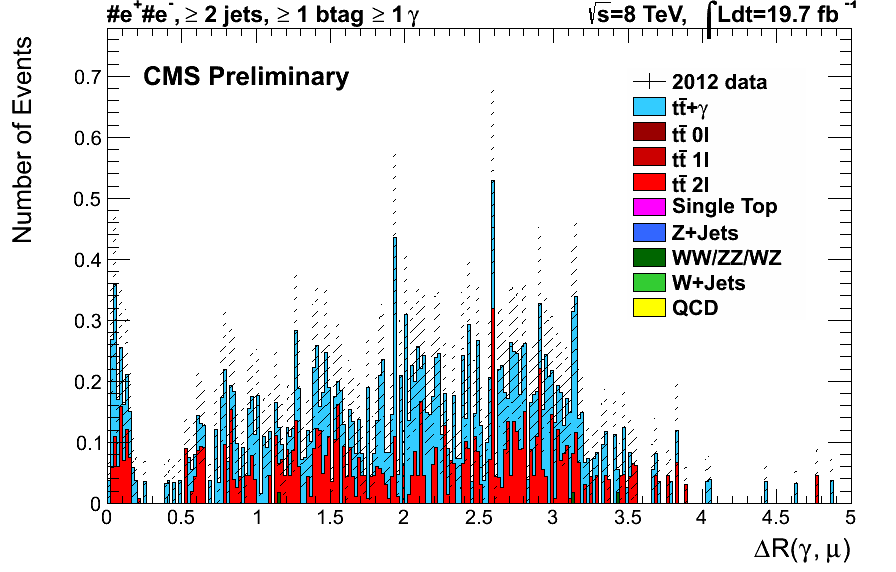 #e⁺#e⁻, ≥ 2 jets, ≥ 1 btag ≥ 1 γ
√s=8 TeV, ∫Ldt=19.7 fb⁻¹
CMS Preliminary
Number of Events
2012 data
tt̄+γ
tt̄ 0l
tt̄ 1l
tt̄ 2l
Single Top
Z+Jets
WW/ZZ/WZ
W+Jets
QCD
0.7
0.6
0.5
0.4
0.3
0.2
0.1
0
0 0.5 1 1.5 2 2.5 3 3.5 4 4.5 5
ΔR(γ, μ)